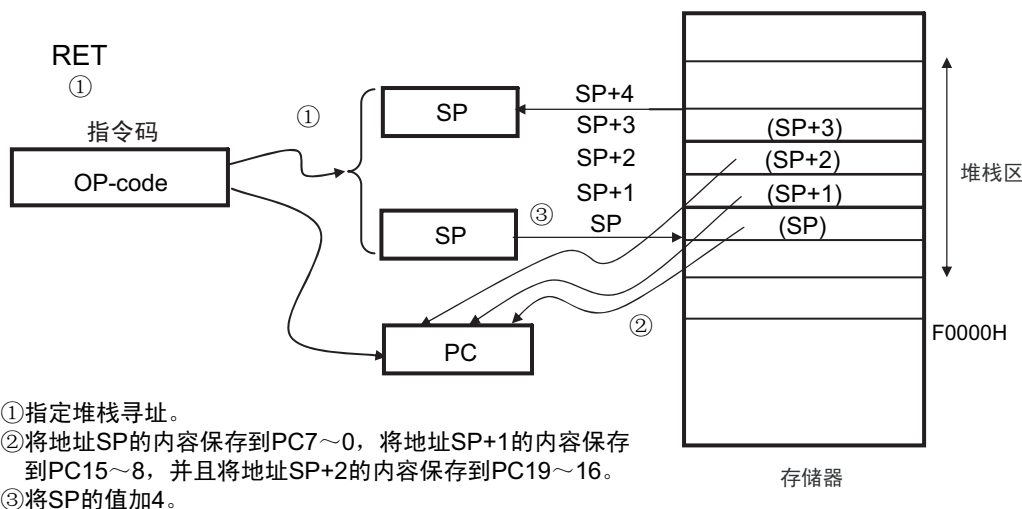 RET
①
指令码
OP-code
①
SP
SP+4
SP+3
SP+2
SP+1
SP
③
SP
(SP+3)
(SP+2)
(SP+1)
(SP)
堆栈区
②
PC
F0000H
存储器
①指定堆栈寻址。
②将地址SP的内容保存到PC7～0，将地址SP+1的内容保存
到PC15～8，并且将地址SP+2的内容保存到PC19～16。
③将SP的值加4。